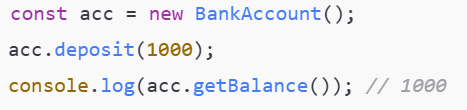 const acc = new BankAccount();
acc.deposit(1000);
console.log(acc.getBalance()); // 1000